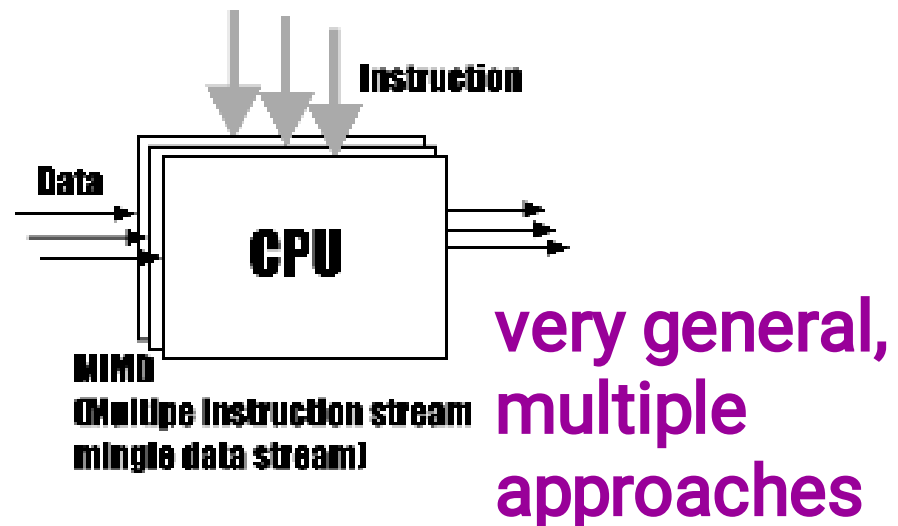 Instruction
Data
CPU
MIMD
(Multipe instruction stream
mingle data stream)
very general,
multiple
approaches